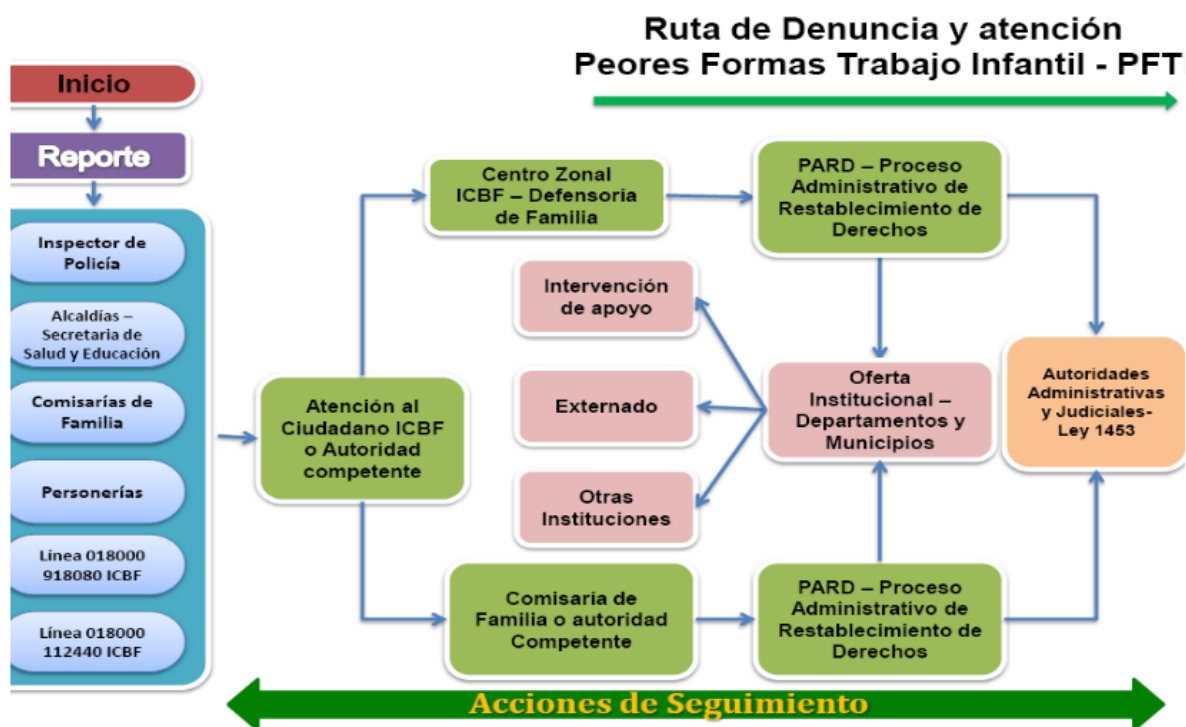 Ruta de Denuncia y atención
Peores Formas Trabajo Infantil - PFT
Inicio
Reporte
Inspector de
Policía
Alcaldías –
Secretaria de
Salud y Educación
Comisarías de
Familia
Personerías
Línea 018000
918080 ICBF
Línea 018000
112440 ICBF
Atención al
Ciudadano ICBF
o Autoridad
competente
Centro Zonal
ICBF – Defensoría
de Familia
PARD – Proceso
Administrativo de
Restablecimiento de
Derechos
Intervención
de apoyo
Externado
Otras
Instituciones
Oferta
Institucional –
Departamentos y
Municipios
Autoridades
Administrativas
y Judiciales-
Ley 1453
Comisaría de
Familia o autoridad
Competente
PARD – Proceso
Administrativo de
Restablecimiento de
Derechos
Acciones de Seguimiento